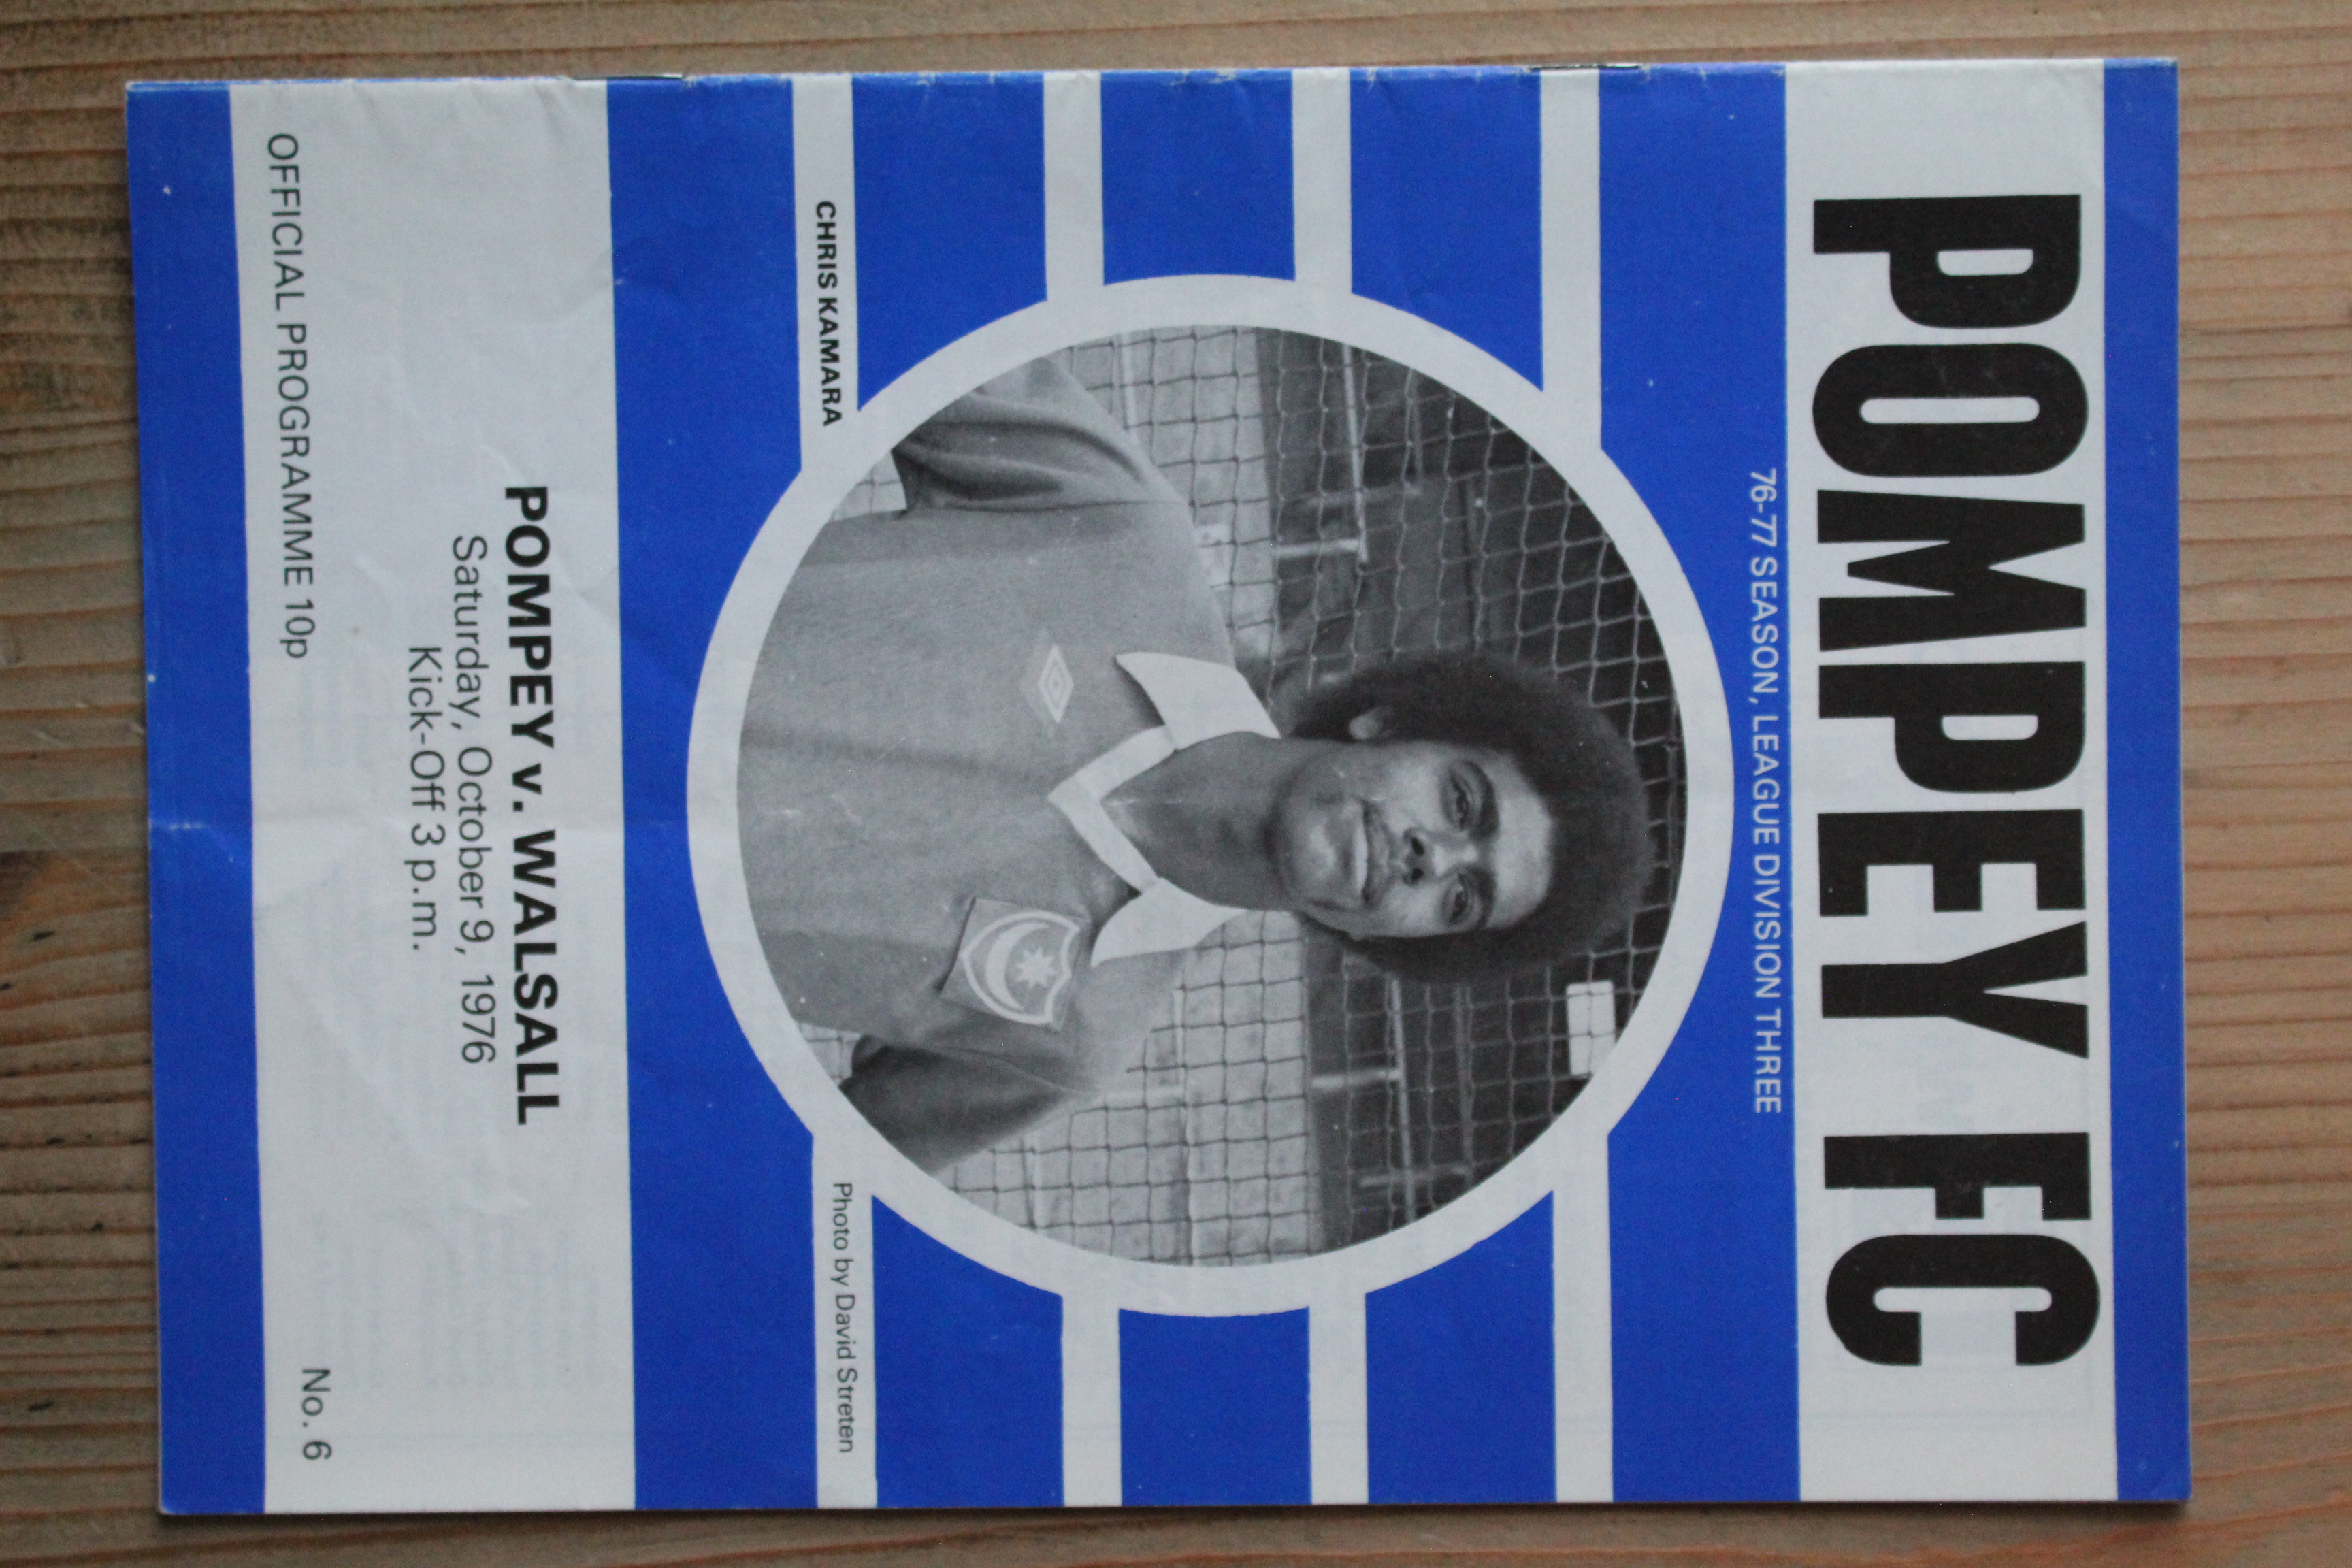 POMPEY FC
76-77 SEASON, LEAGUE DIVISION THREE
CHRIS KAMARA
Photo by David Streten
POMPEY v. WALSALL
Saturday, October 9, 1976
Kick-Off 3 p.m.
OFFICIAL PROGRAMME 10p
No. 6